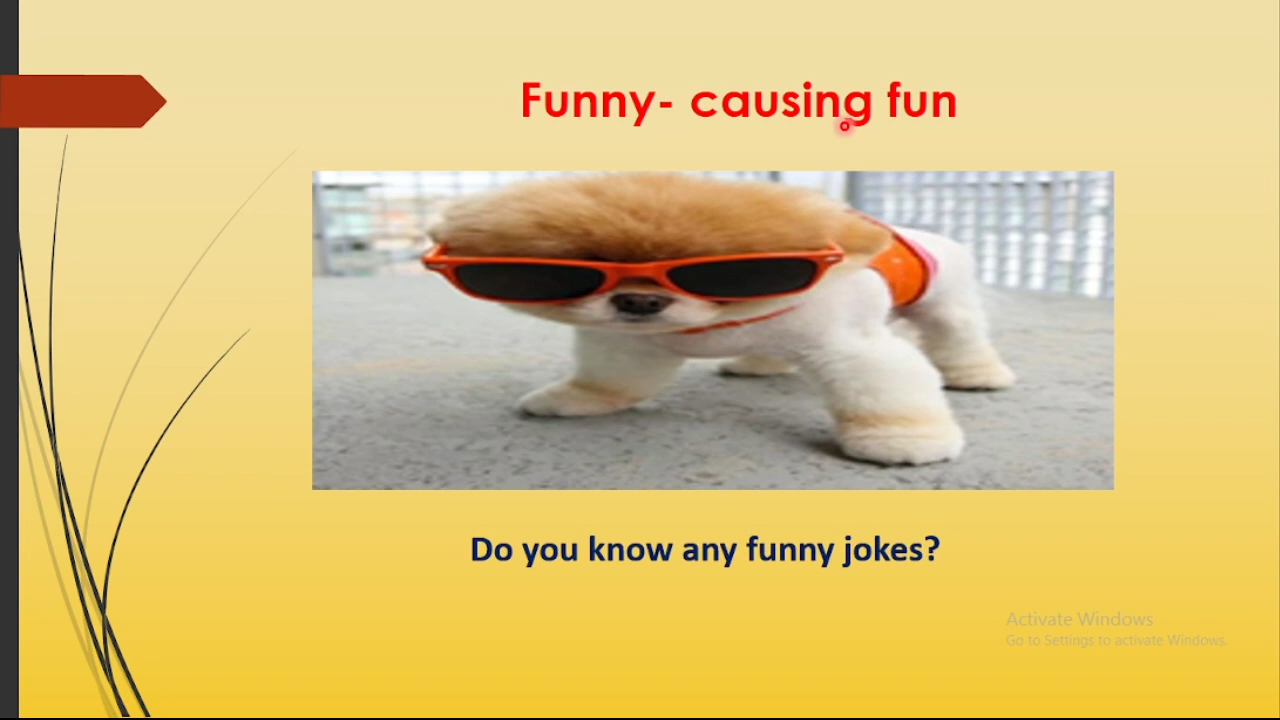 Funny- causing fun
Do you know any funny jokes?
Activate Windows
Go to Settings to activate Windows.